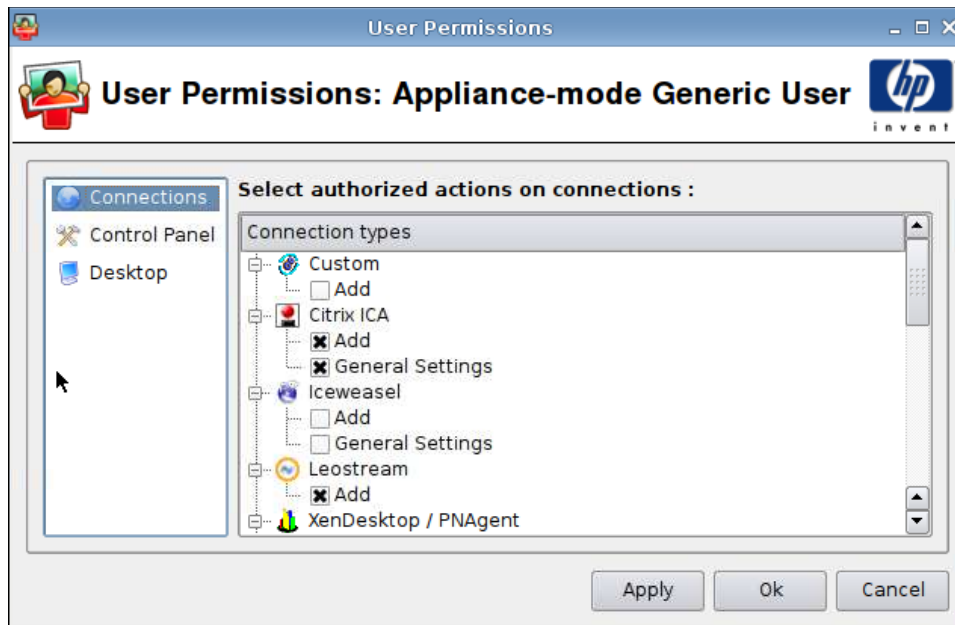 User Permissions
User Permissions: Appliance-mode Generic User
hp
invent
Connections
Control Panel
Desktop
Select authorized actions on connections :
Connection types
Custom
Add
Citrix ICA
Add
General Settings
Iceweasel
Add
General Settings
Leostream
Add
XenDesktop / PNAgent
Apply
Ok
Cancel